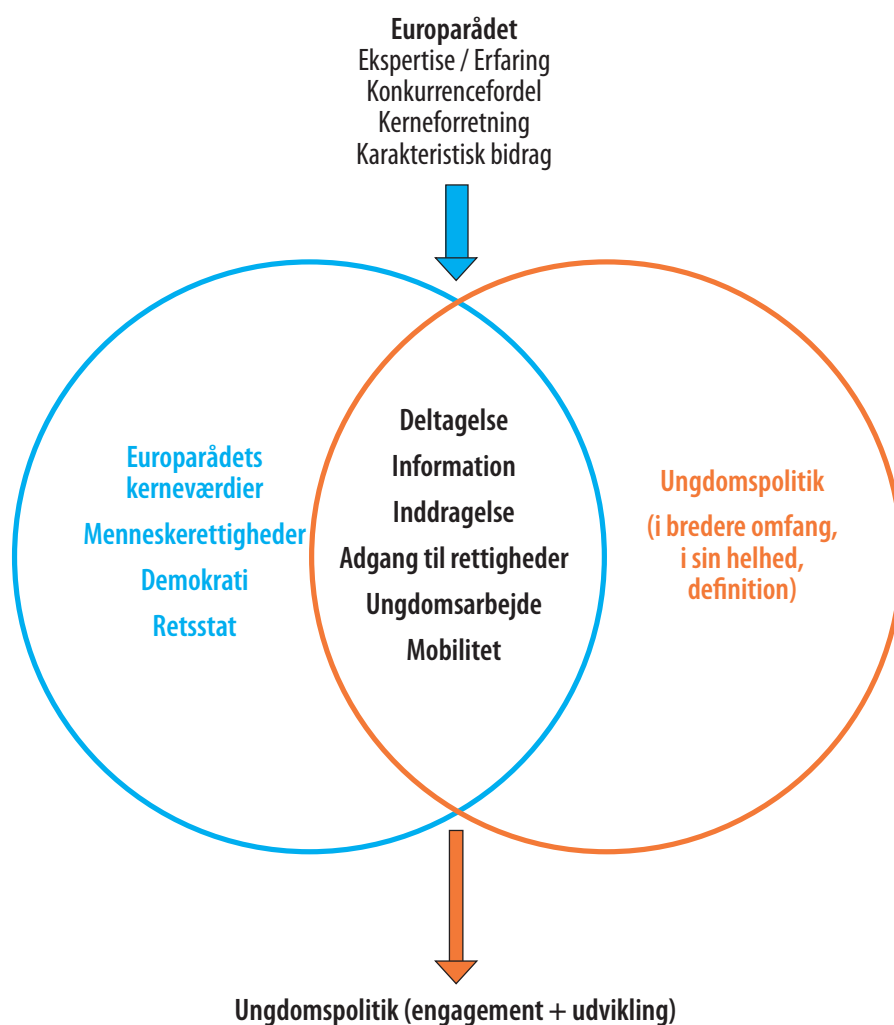 Europarådet
Ekspertise / Erfaring
Konkurrencefordel
Kerneforretning
Karakteristisk bidrag
Europarådets
kerneværdier
Menneskerettigheder
Demokrati
Retsstat
Deltagelse
Information
Inddragelse
Adgang til rettigheder
Ungdomsarbejde
Mobilitet
Ungdomspolitik
(i bredere omfang,
i sin helhed,
definition)
Ungdomspolitik (engagement + udvikling)